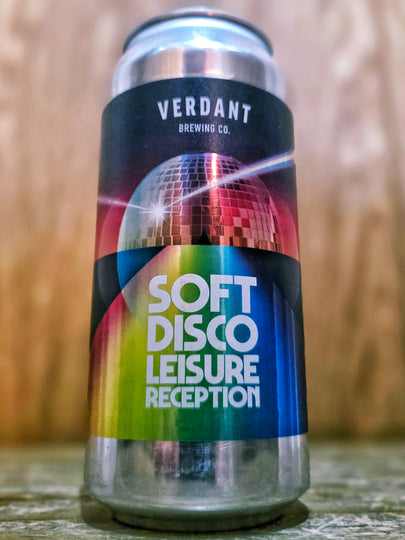 VERDANT
BREWING CO.
SOFT
DISCO
LEISURE
RECEPTION